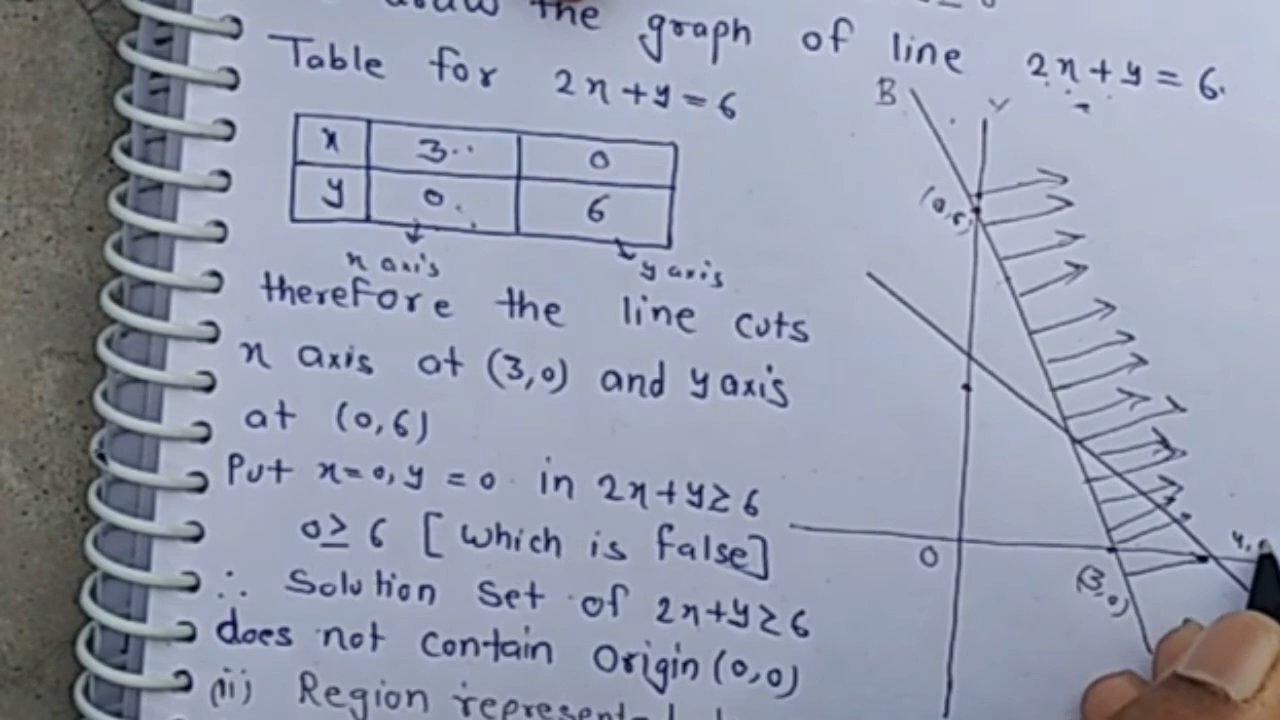 draw the graph of line 2x+y=6.
Table for 2x+y=6
x 3 0
y 0 6
x axis y axis
therefore the line cuts
x axis at (3,0) and y axis
at (0,6)
Put x=0, y=0 in 2x+y≥6
0≥6 [which is false]
∴ Solution set of 2x+y≥6
does not contain Origin (0,0)
(ii) Region
B
Y
(0,6)
O
(3,0)